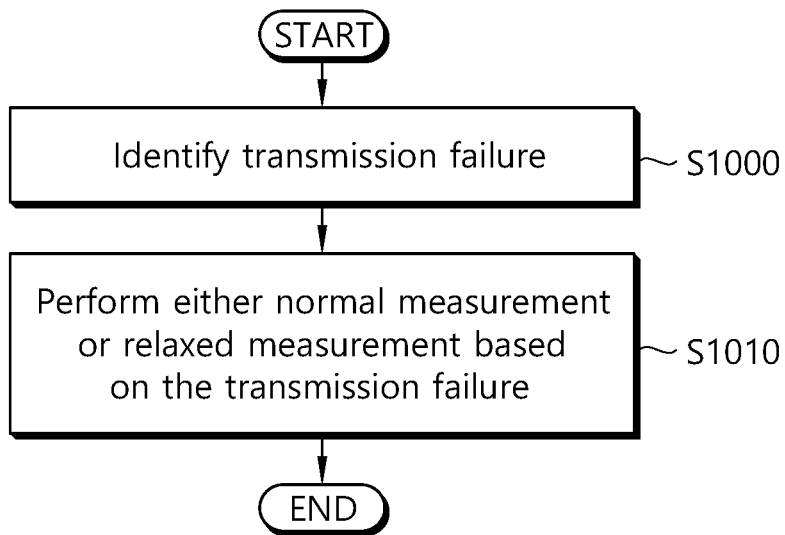 START
Identify transmission failure
S1000
Perform either normal measurement
or relaxed measurement based
on the transmission failure
S1010
END